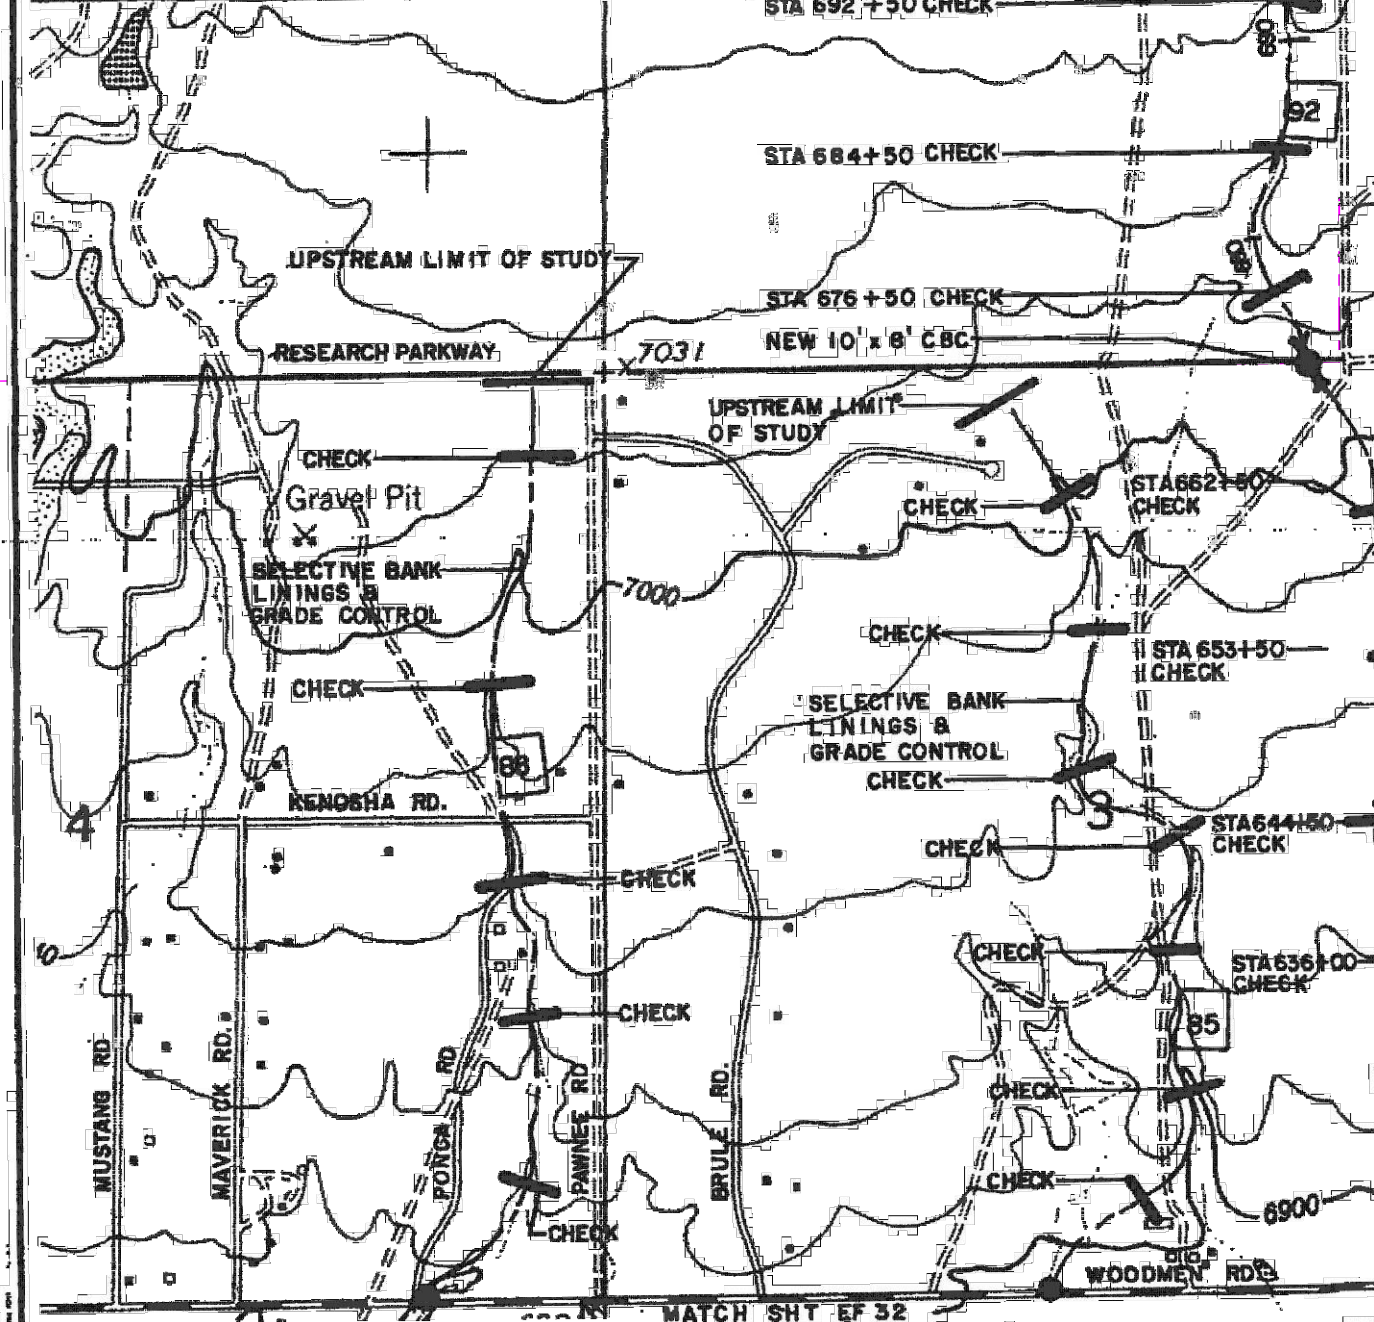 STA 692+50 CHECK
690
92
STA 684+50 CHECK
UPSTREAM LIMIT OF STUDY
680
STA 676+50 CHECK
NEW 10' x 8' CBC
RESEARCH PARKWAY
7031
UPSTREAM LIMIT
OF STUDY
CHECK
Gravel Pit
CHECK
STA 662+50
CHECK
SELECTIVE BANK
LININGS &
GRADE CONTROL
7000
CHECK
STA 653+50
CHECK
CHECK
SELECTIVE BANK
LININGS &
GRADE CONTROL
86
CHECK
KENOSHA RD.
4
3
STA 644+50
CHECK
CHECK
CHECK
CHECK
STA 636+00
CHECK
CHECK
85
MUSTANG RD
MAVERICK RD.
PONCA RD
PAWNEE RD
BRULE RD.
CHECK
CHECK
6900
CHECK
WOODMEN RD
MATCH SHT EF 32